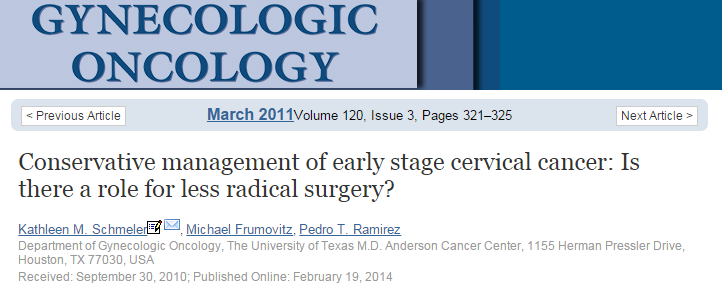 GYNECOLOGIC
ONCOLOGY
< Previous Article March 2011Volume 120, Issue 3, Pages 321–325 Next Article >
Conservative management of early stage cervical cancer: Is
there a role for less radical surgery?
Kathleen M. Schmeler, Michael Frumovitz, Pedro T. Ramirez
Department of Gynecologic Oncology, The University of Texas M.D. Anderson Cancer Center, 1155 Herman Pressler Drive,
Houston, TX 77030, USA
Received: September 30, 2010; Published Online: February 19, 2014